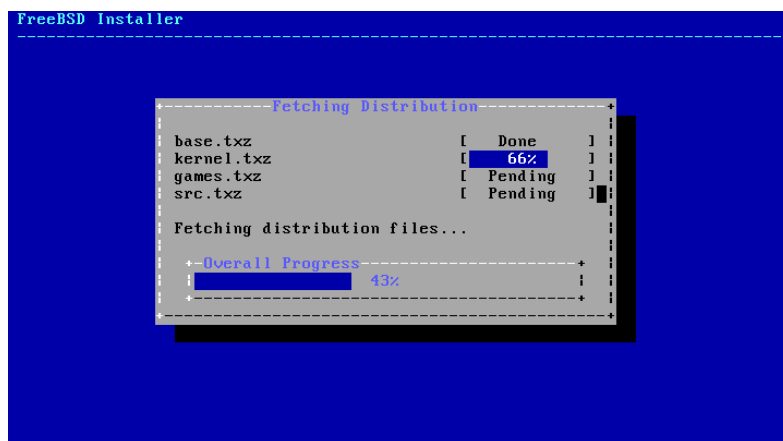 FreeBSD Installer
Fetching Distribution
base.txz [ Done ]
kernel.txz [ 66% ]
games.txz [ Pending ]
src.txz [ Pending ]
Fetching distribution files...
Overall Progress
43%